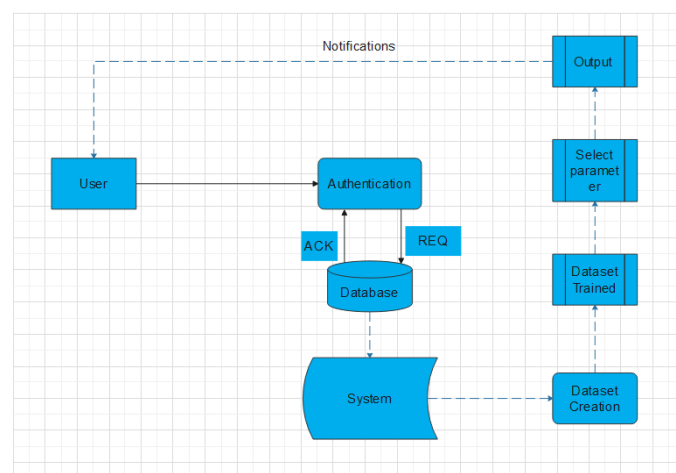 Notifications
Output
User
Authentication
Select
paramet
er
ACK
REQ
Database
Dataset
Trained
System
Dataset
Creation